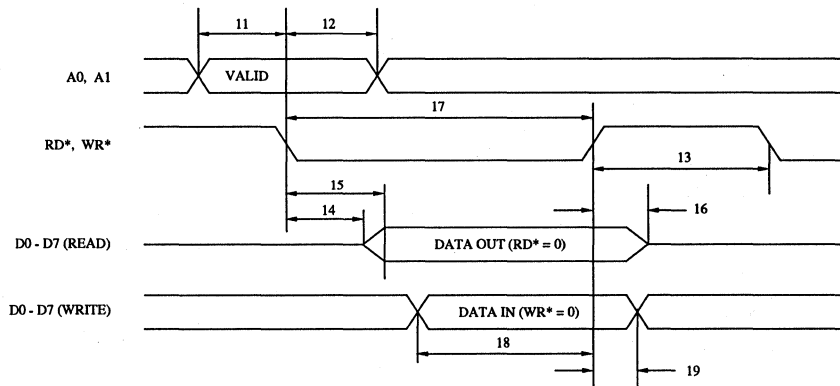 11 12
A0, A1 VALID
17
RD*, WR*
13
15
14 16
D0 - D7 (READ) DATA OUT (RD* = 0)
D0 - D7 (WRITE) DATA IN (WR* = 0)
18
19